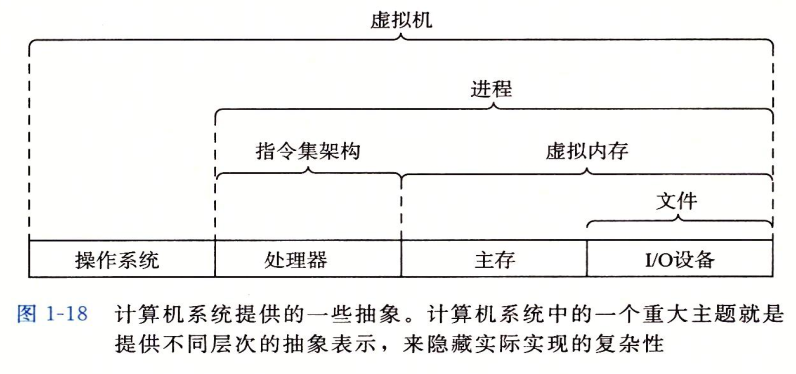 虚拟机
进程
指令集架构 虚拟内存
文件
操作系统 处理器 主存 I/O设备
图 1-18 计算机系统提供的一些抽象。计算机系统中的一个重大主题就是
提供不同层次的抽象表示，来隐藏实际实现的复杂性